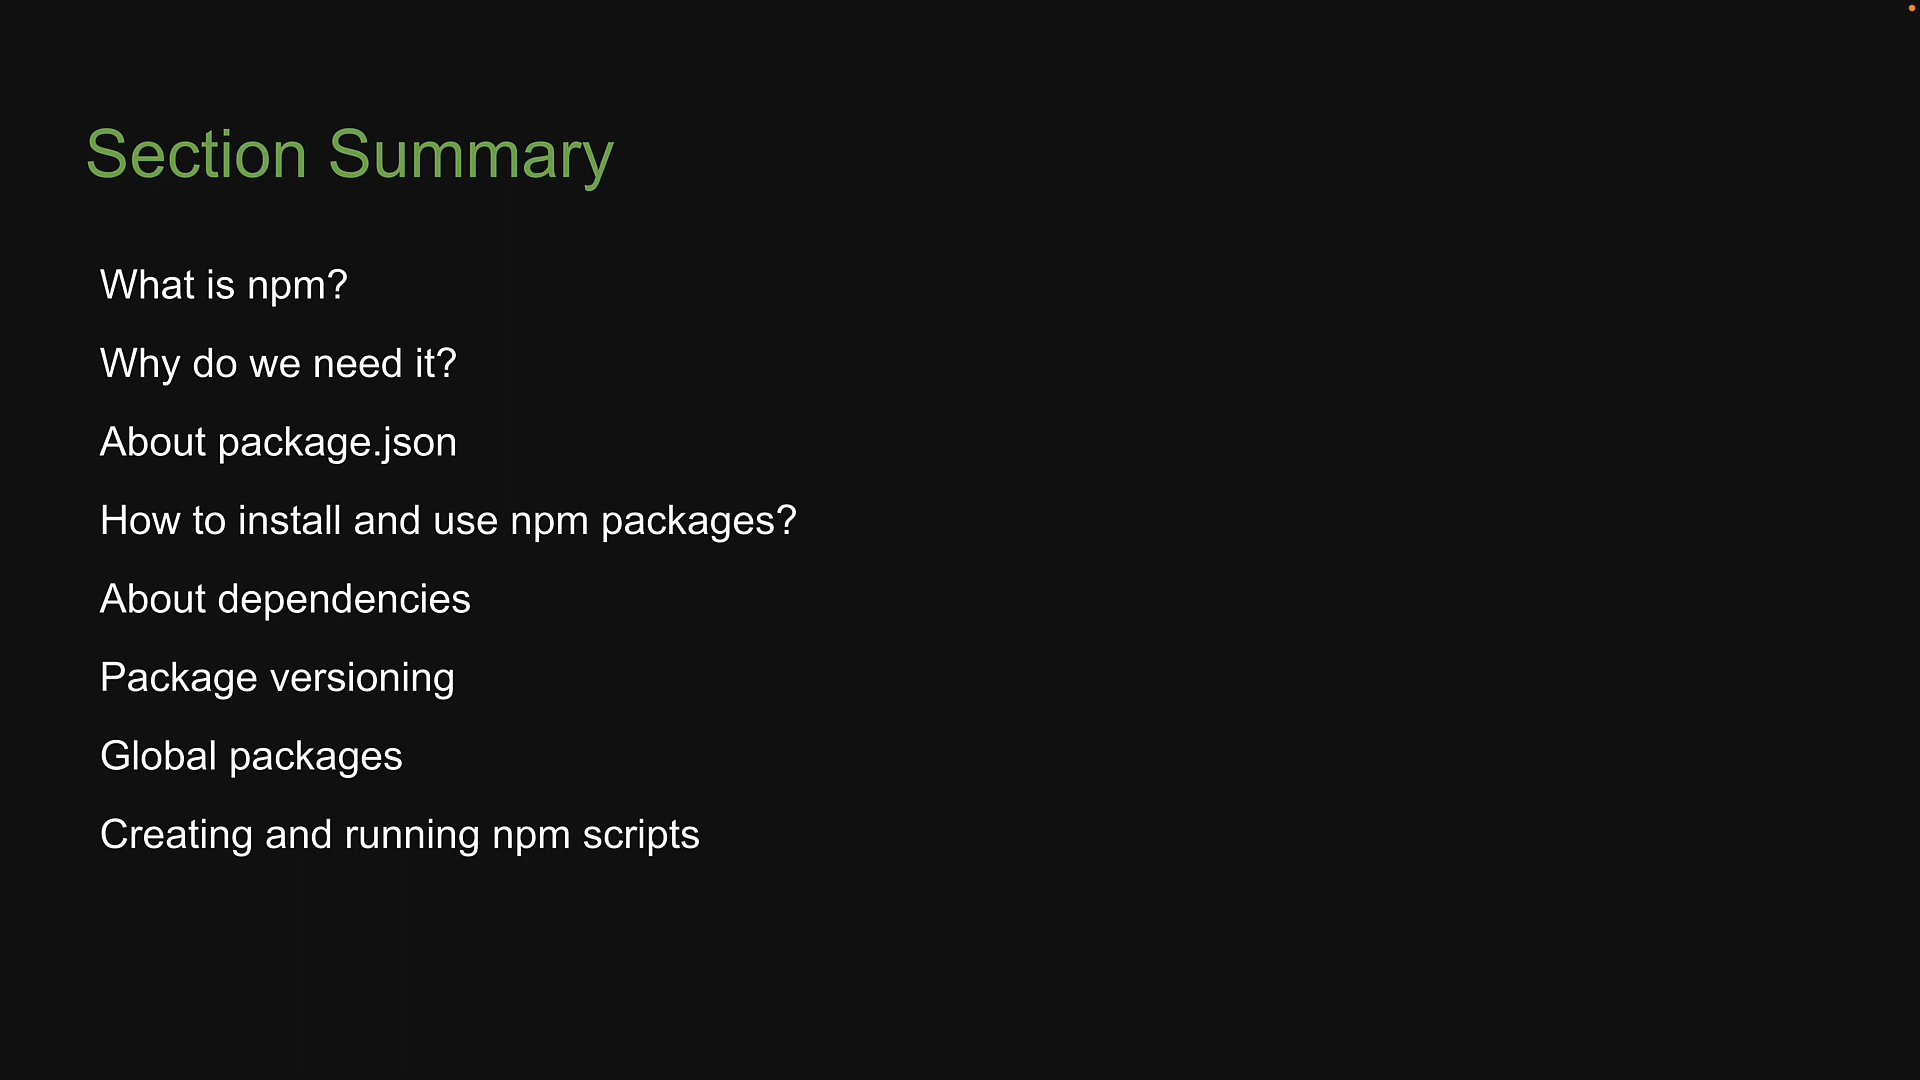 Section Summary
What is npm?
Why do we need it?
About package.json
How to install and use npm packages?
About dependencies
Package versioning
Global packages
Creating and running npm scripts